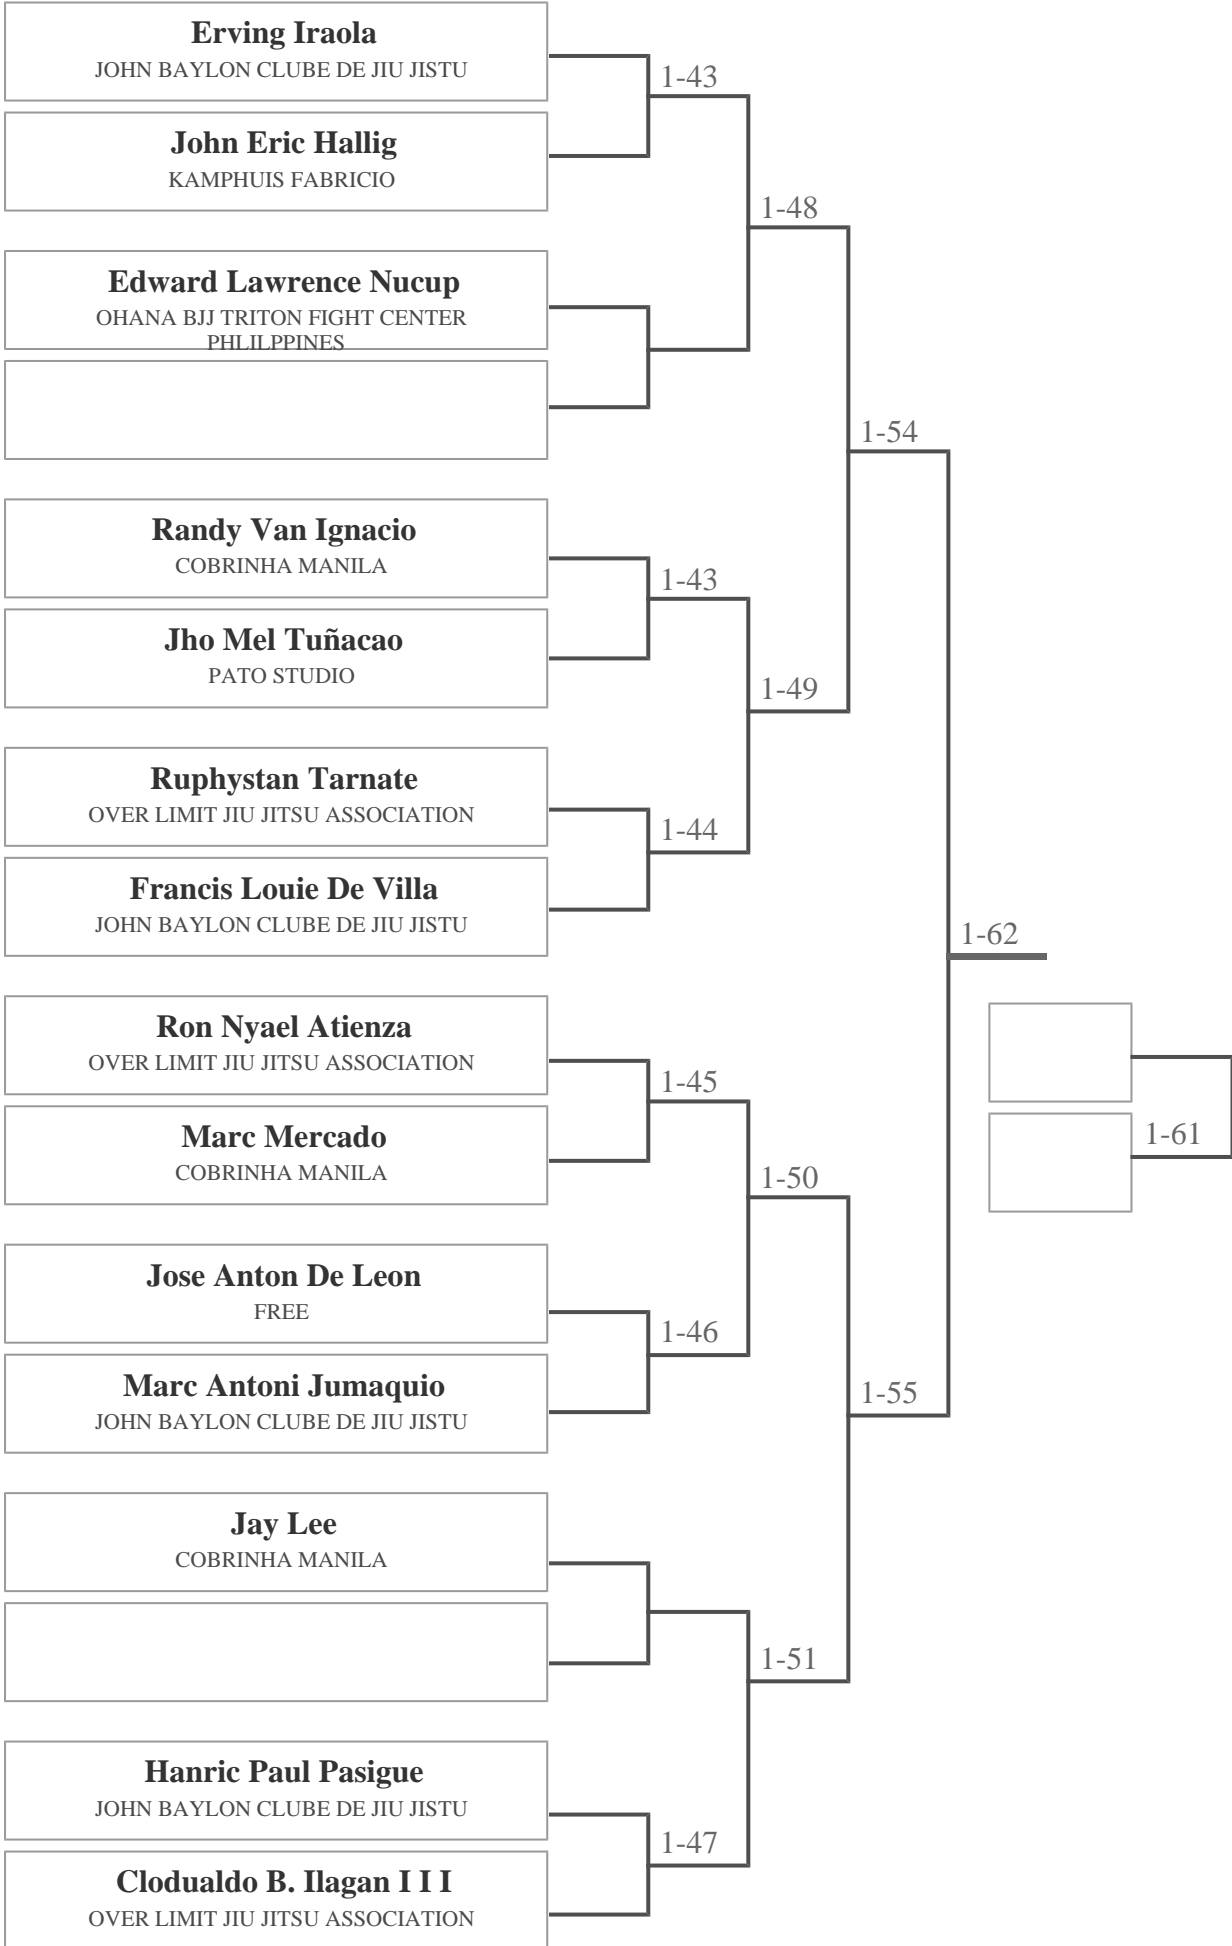 Erving Iraola
JOHN BAYLON CLUBE DE JIU JISTU
1-43
John Eric Hallig
KAMPHUIS FABRICIO
1-48
Edward Lawrence Nucup
OHANA BJJ TRITON FIGHT CENTER
PHLILPPINES
1-54
Randy Van Ignacio
COBRINHA MANILA
1-43
Jho Mel Tuñacao
PATO STUDIO
1-49
Ruphystan Tarnate
OVER LIMIT JIU JITSU ASSOCIATION
1-44
Francis Louie De Villa
JOHN BAYLON CLUBE DE JIU JISTU
1-62
Ron Nyael Atienza
OVER LIMIT JIU JITSU ASSOCIATION
1-45
Marc Mercado
COBRINHA MANILA
1-61
1-50
Jose Anton De Leon
FREE
1-46
Marc Antoni Jumaquio
JOHN BAYLON CLUBE DE JIU JISTU
1-55
Jay Lee
COBRINHA MANILA
1-51
Hanric Paul Pasigue
JOHN BAYLON CLUBE DE JIU JISTU
1-47
Clodualdo B. Ilagan I I I
OVER LIMIT JIU JITSU ASSOCIATION